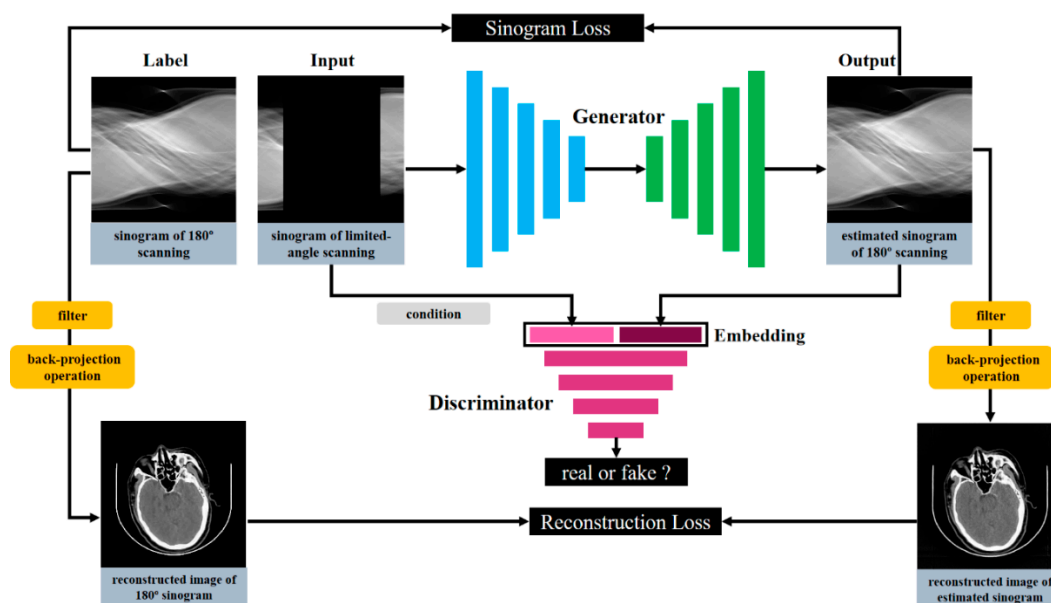 Sinogram Loss
Label
Input
Output
Generator
sinogram of 180°
scanning
sinogram of limited-
angle scanning
estimated sinogram
of 180° scanning
filter
condition
filter
Embedding
back-projection
operation
back-projection
operation
Discriminator
real or fake ?
Reconstruction Loss
reconstructed image of
180° sinogram
reconstructed image of
estimated sinogram